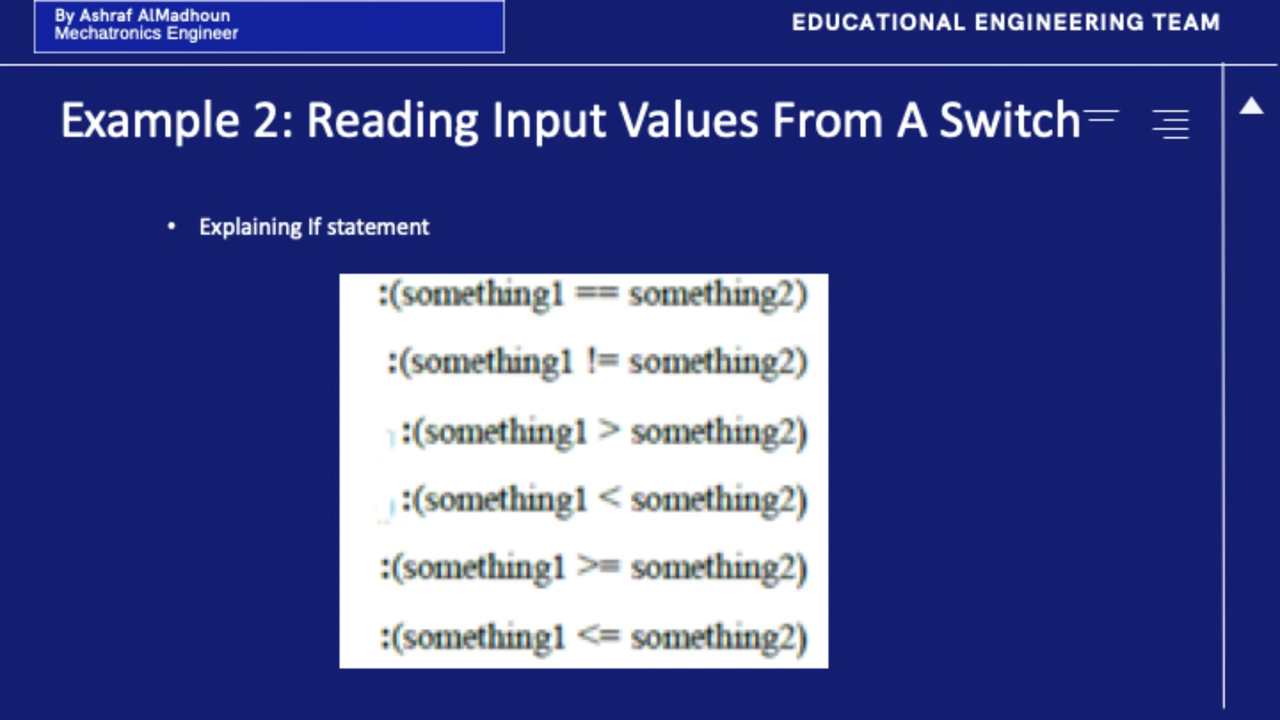 By Ashraf AlMadhoun
Mechatronics Engineer
EDUCATIONAL ENGINEERING TEAM
Example 2: Reading Input Values From A Switch
• Explaining If statement
:(something1 == something2)
:(something1 != something2)
:(something1 > something2)
:(something1 < something2)
:(something1 >= something2)
:(something1 <= something2)